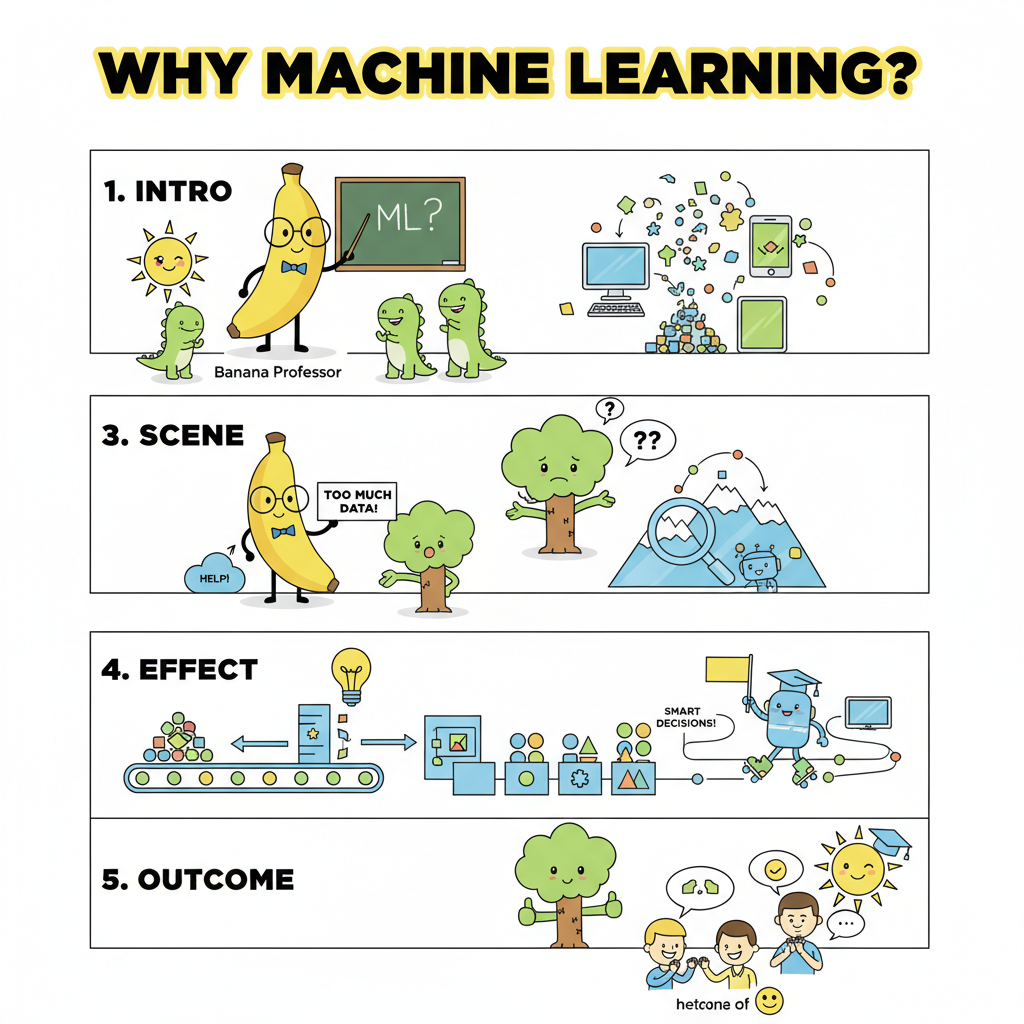 WHY MACHINE LEARNING?
1. INTRO
ML?
Banana Professor
3. SCENE
TOO MUCH
DATA!
HELP!
?
??
4. EFFECT
SMART
DECISIONS!
5. OUTCOME
...
hetcone of